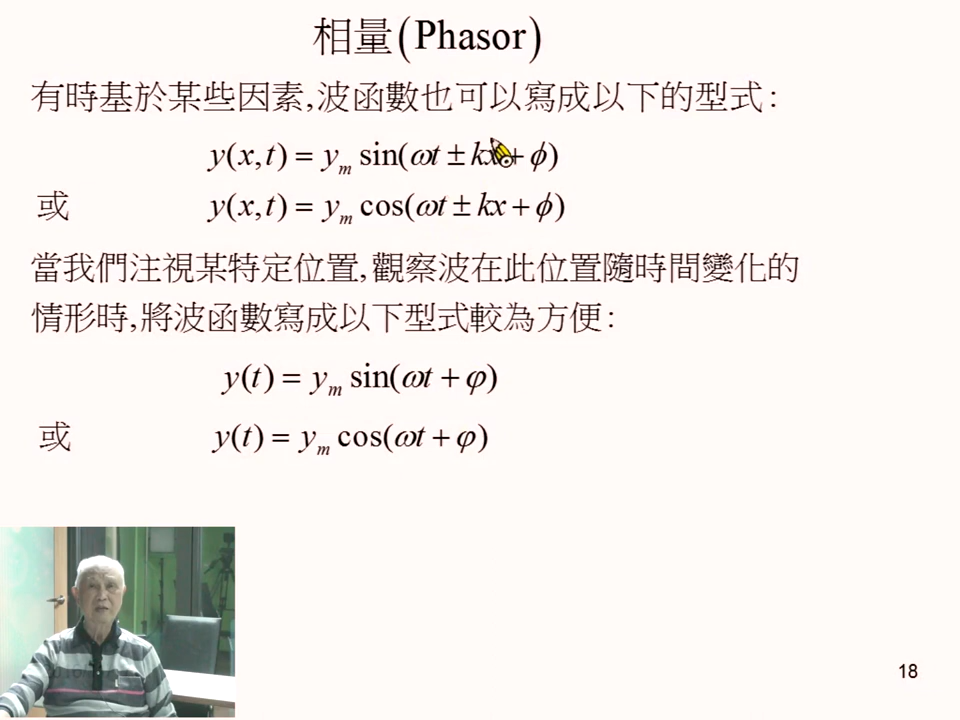 相量(Phasor)
有時基於某些因素,波函數也可以寫成以下的型式:
y(x,t) = yₘ sin(ωt ± kx + ϕ)
或 y(x,t) = yₘ cos(ωt ± kx + ϕ)
當我們注視某特定位置,觀察波在此位置隨時間變化的
情形時,將波函數寫成以下型式較為方便:
y(t) = yₘ sin(ωt + φ)
或 y(t) = yₘ cos(ωt + φ)
18